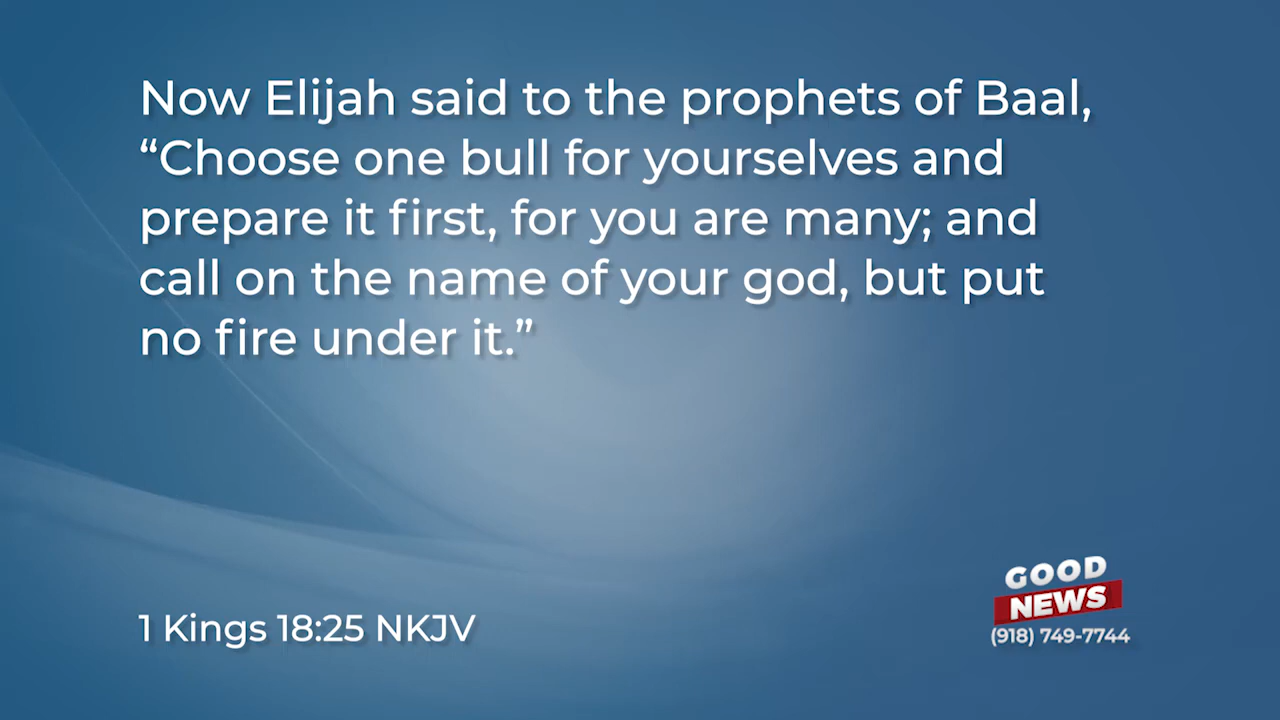 Now Elijah said to the prophets of Baal,
“Choose one bull for yourselves and
prepare it first, for you are many; and
call on the name of your god, but put
no fire under it.”
1 Kings 18:25 NKJV
GOOD
NEWS
(918) 749-7744